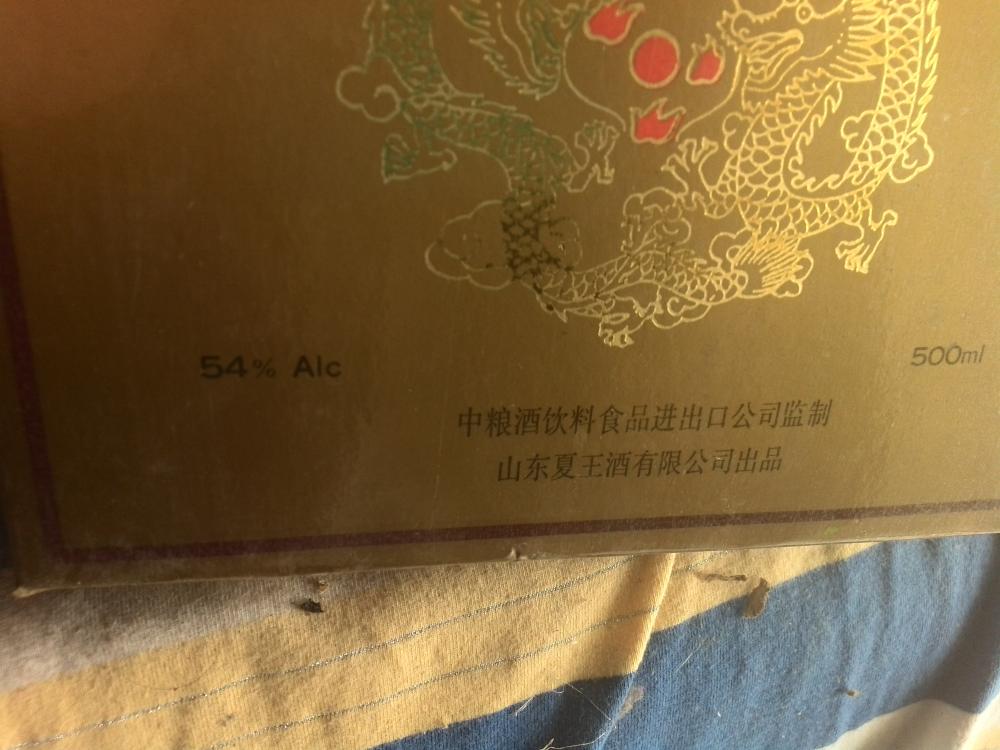 54% Alc
500ml
中粮酒饮料食品进出口公司监制
山东夏王酒有限公司出品